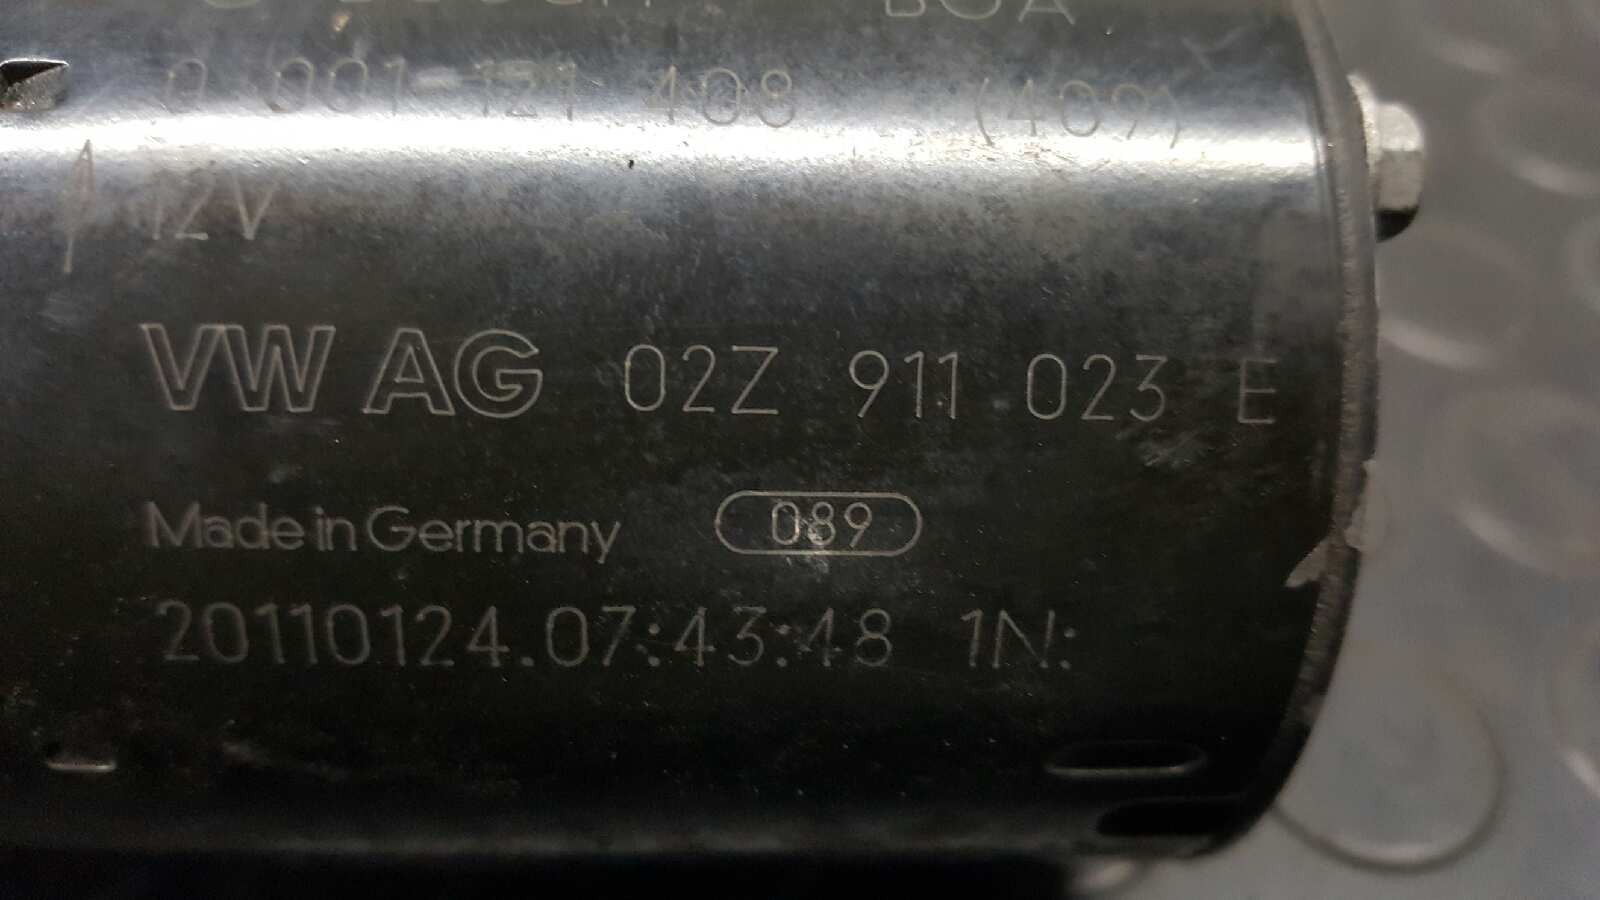 BOSCH
0 001 121 408 (409)
12V
VW AG 02Z 911 023 E
Made in Germany 089
20110124.07:43:48 1N: